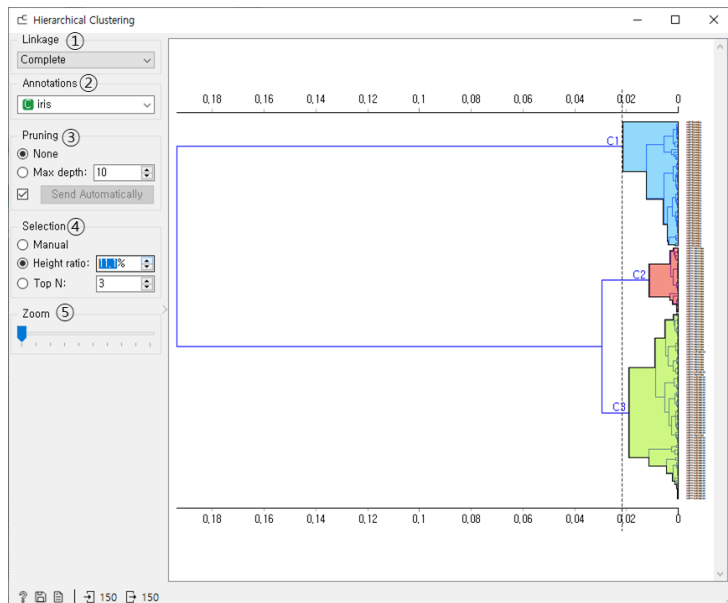 Hierarchical Clustering
Linkage ①
Complete
Annotations ②
C iris
Pruning ③
None
Max depth: 10
Send Automatically
Selection ④
Manual
Height ratio: 11,1%
Top N: 3
Zoom ⑤
0,18 0,16 0,14 0,12 0,1 0,08 0,06 0,04 0,02 0
C1
C2
C3
0,18 0,16 0,14 0,12 0,1 0,08 0,06 0,04 0,02 0
? 150 150